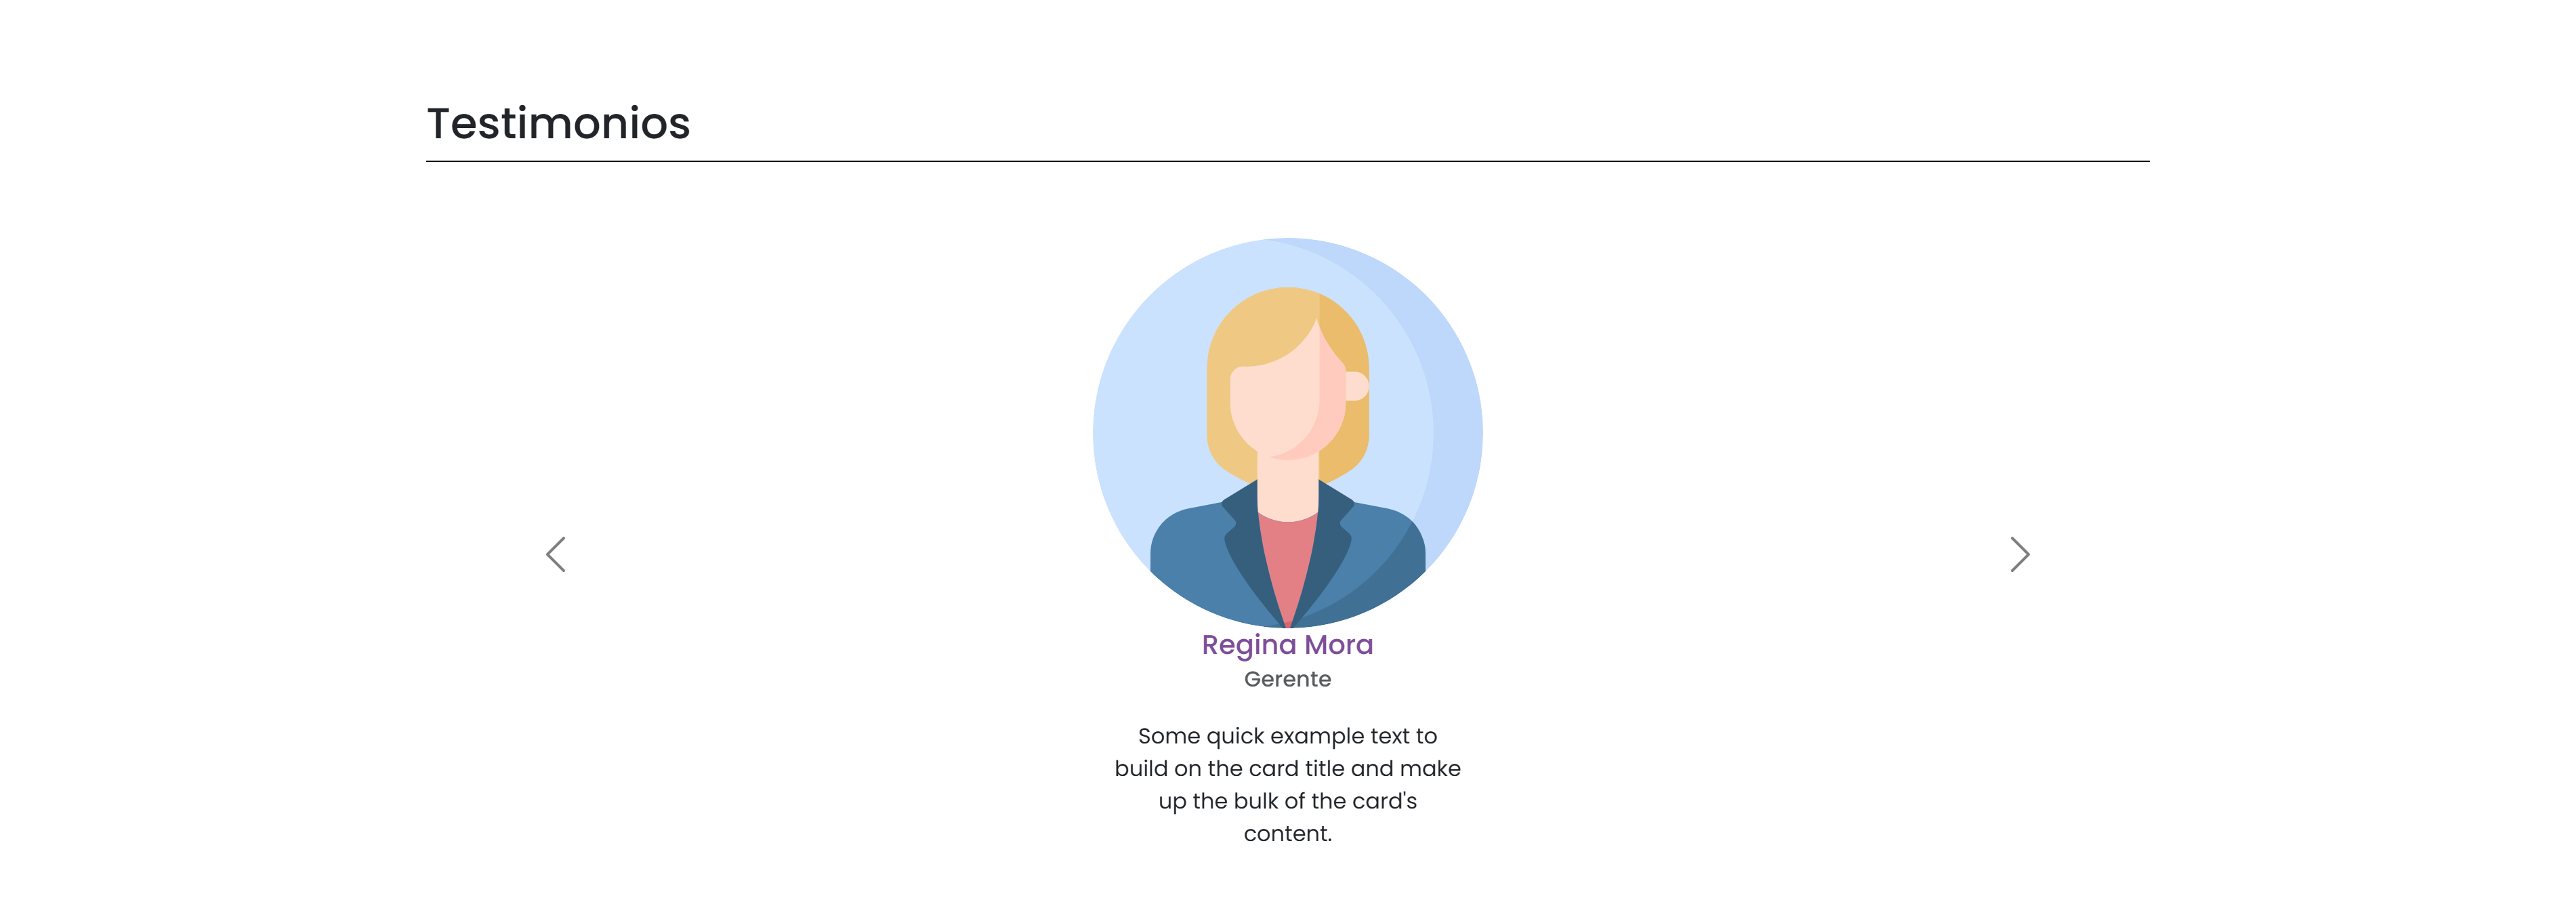 Testimonios
Regina Mora
Gerente
Some quick example text to
build on the card title and make
up the bulk of the card's
content.